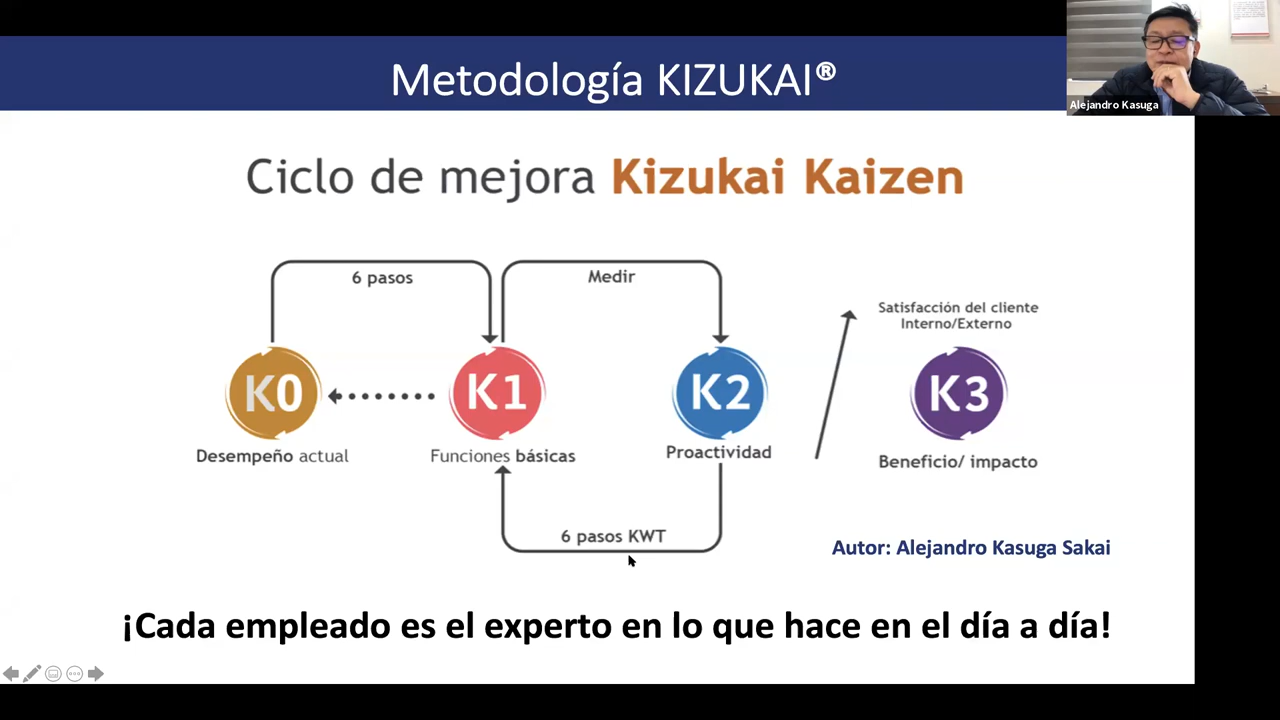 Metodología KIZUKAI®
Alejandro Kasuga
Ciclo de mejora Kizukai Kaizen
6 pasos
Medir
Satisfacción del cliente
Interno/Externo
K0
K1
K2
K3
Desempeño actual
Funciones básicas
Proactividad
Beneficio/ impacto
6 pasos KWT
Autor: Alejandro Kasuga Sakai
¡Cada empleado es el experto en lo que hace en el día a día!